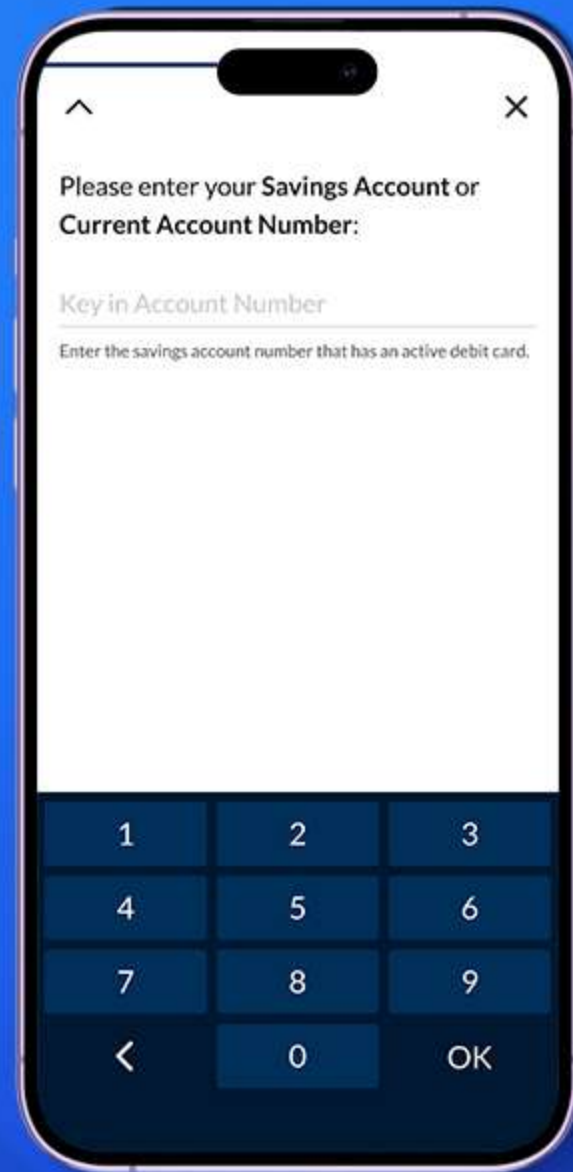 Please enter your Savings Account or
Current Account Number:
Key in Account Number
Enter the savings account number that has an active debit card.
1 2 3
4 5 6
7 8 9
0 OK